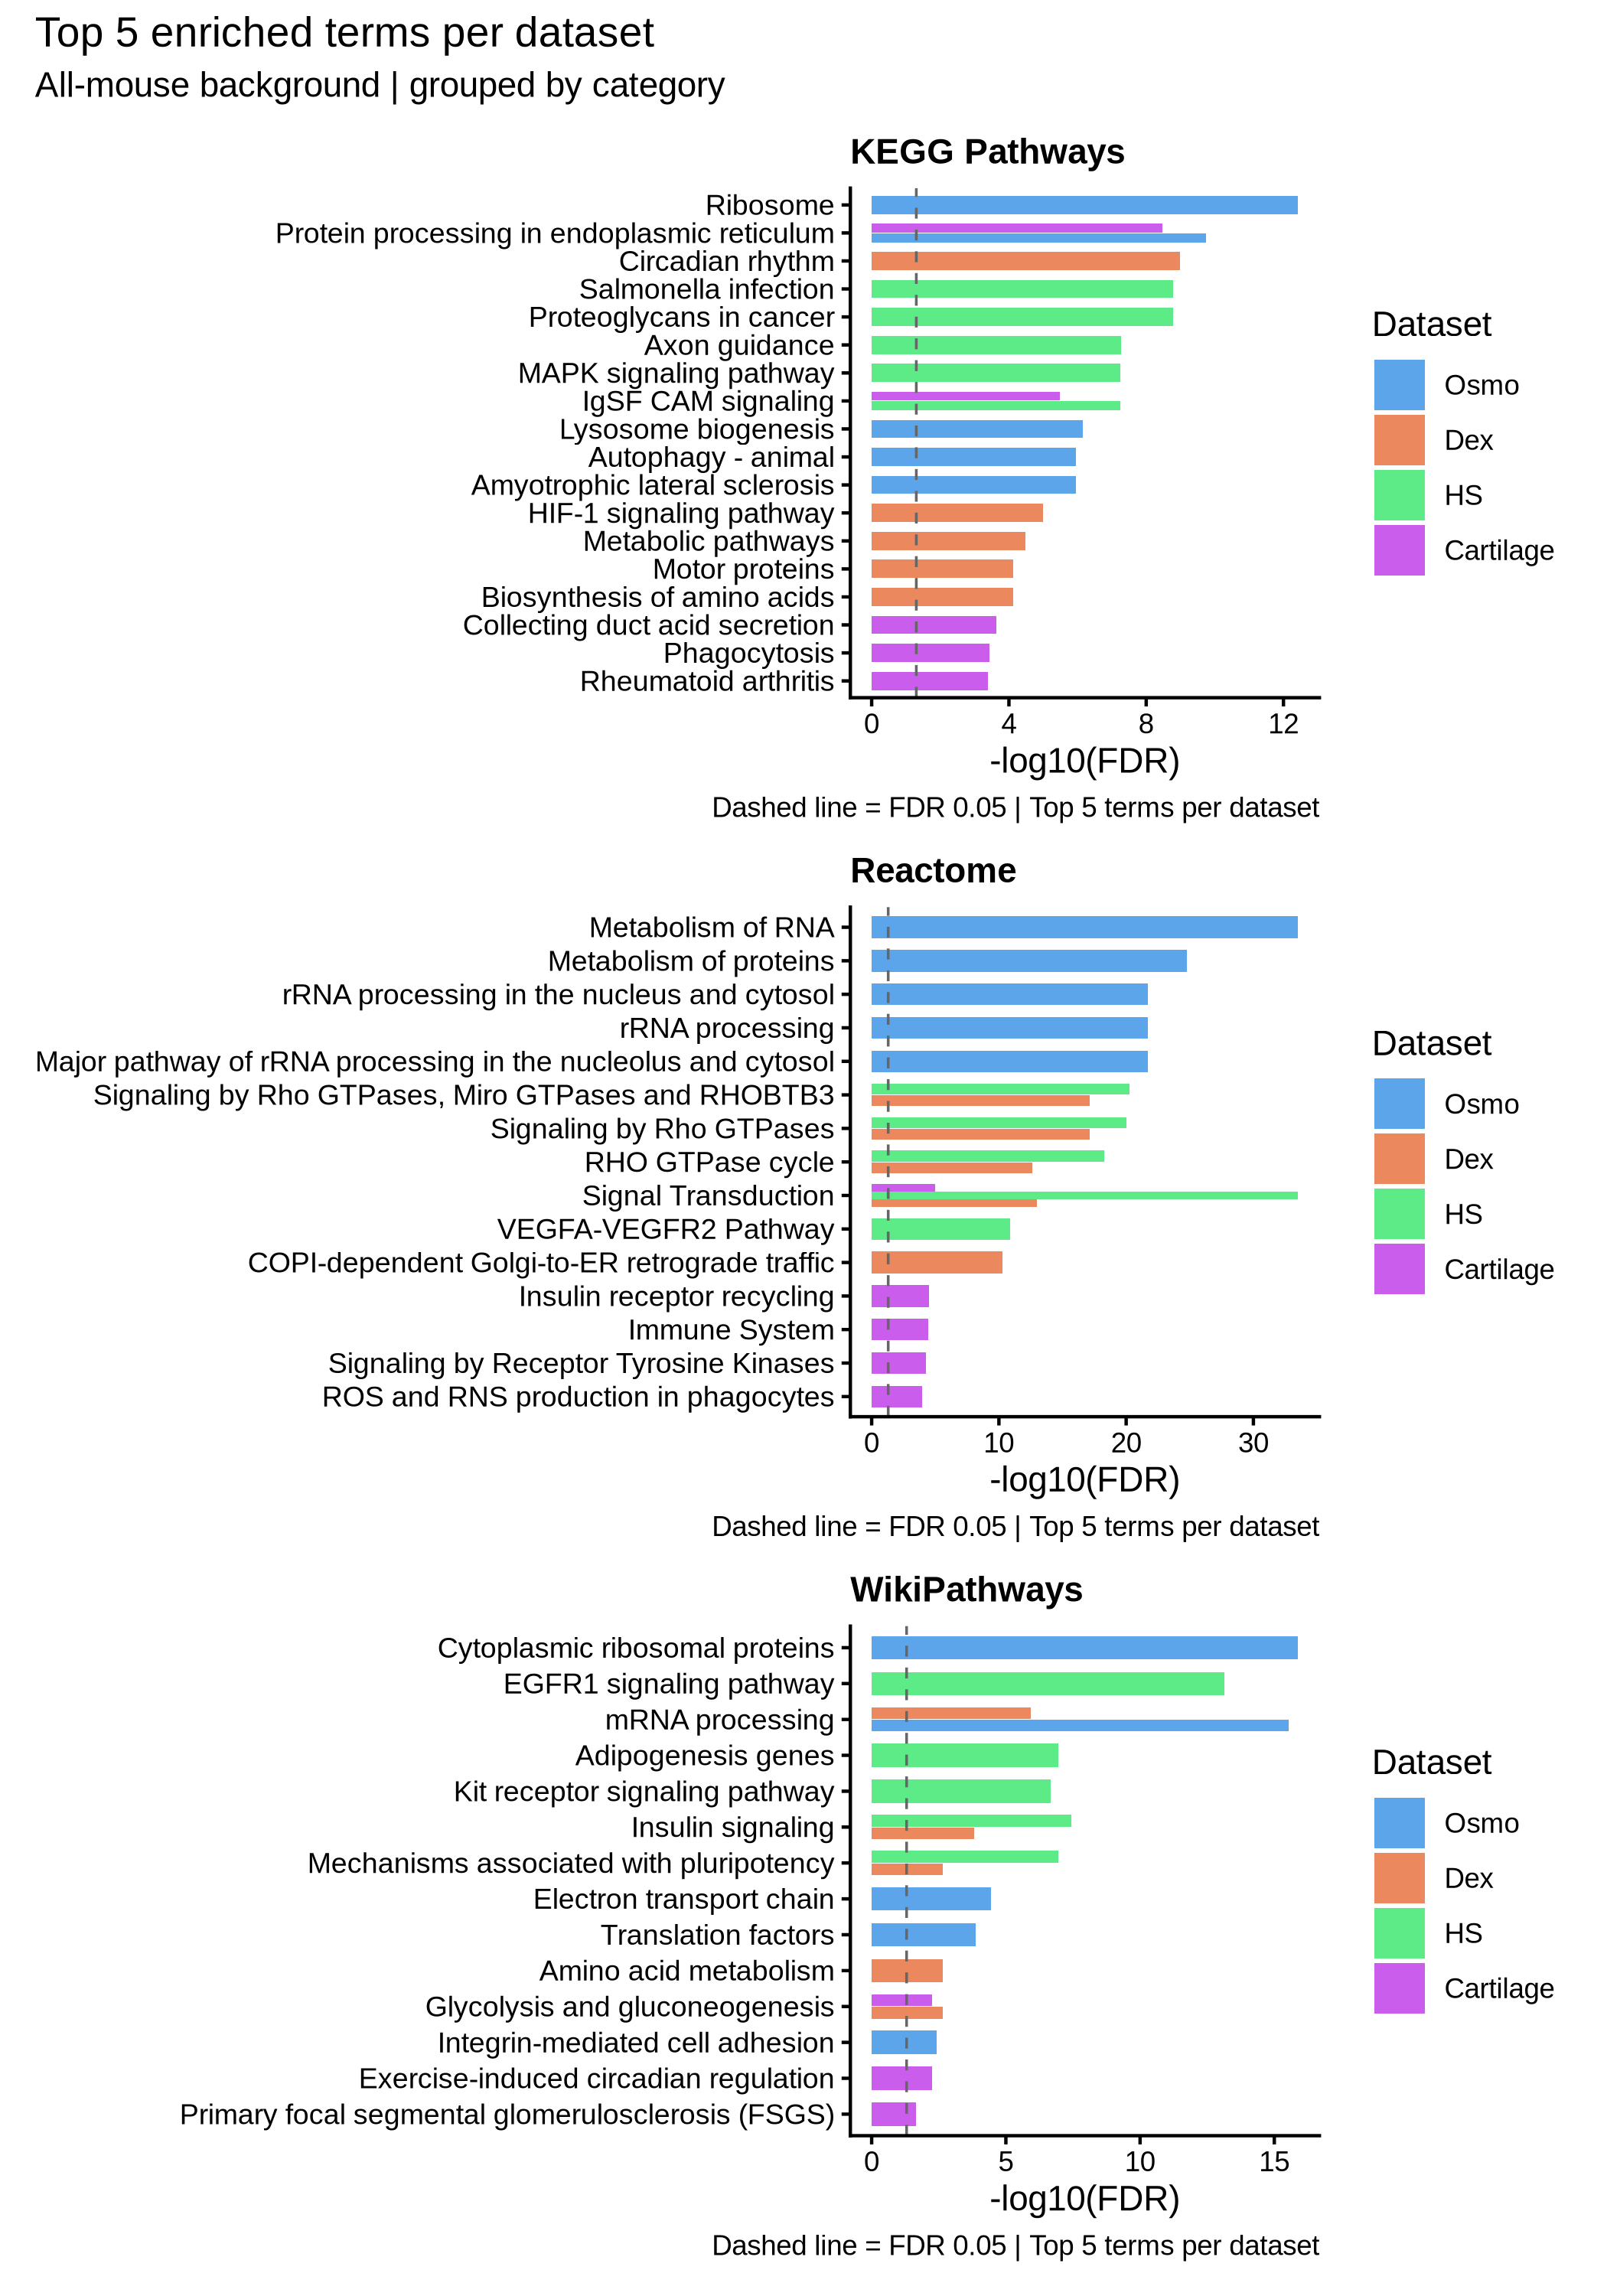 Top 5 enriched terms per dataset
All-mouse background | grouped by category
KEGG Pathways
Ribosome
Protein processing in endoplasmic reticulum
Circadian rhythm
Salmonella infection
Proteoglycans in cancer
Axon guidance
MAPK signaling pathway
IgSF CAM signaling
Lysosome biogenesis
Autophagy - animal
Amyotrophic lateral sclerosis
HIF-1 signaling pathway
Metabolic pathways
Motor proteins
Biosynthesis of amino acids
Collecting duct acid secretion
Phagocytosis
Rheumatoid arthritis
0 4 8 12
-log10(FDR)
Dashed line = FDR 0.05 | Top 5 terms per dataset
Dataset
Osmo
Dex
HS
Cartilage
Reactome
Metabolism of RNA
Metabolism of proteins
rRNA processing in the nucleus and cytosol
rRNA processing
Major pathway of rRNA processing in the nucleolus and cytosol
Signaling by Rho GTPases, Miro GTPases and RHOBTB3
Signaling by Rho GTPases
RHO GTPase cycle
Signal Transduction
VEGFA-VEGFR2 Pathway
COPI-dependent Golgi-to-ER retrograde traffic
Insulin receptor recycling
Immune System
Signaling by Receptor Tyrosine Kinases
ROS and RNS production in phagocytes
0 10 20 30
-log10(FDR)
Dashed line = FDR 0.05 | Top 5 terms per dataset
Dataset
Osmo
Dex
HS
Cartilage
WikiPathways
Cytoplasmic ribosomal proteins
EGFR1 signaling pathway
mRNA processing
Adipogenesis genes
Kit receptor signaling pathway
Insulin signaling
Mechanisms associated with pluripotency
Electron transport chain
Translation factors
Amino acid metabolism
Glycolysis and gluconeogenesis
Integrin-mediated cell adhesion
Exercise-induced circadian regulation
Primary focal segmental glomerulosclerosis (FSGS)
0 5 10 15
-log10(FDR)
Dashed line = FDR 0.05 | Top 5 terms per dataset
Dataset
Osmo
Dex
HS
Cartilage